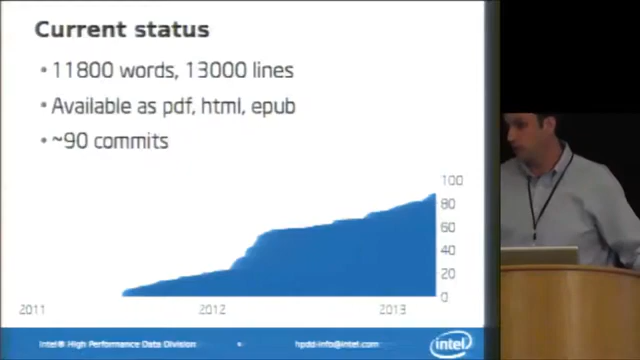 Current status
• 11800 words, 13000 lines
• Available as pdf, html, epub
• ~90 commits
100
80
60
40
20
0
2011 2012 2013
Intel® High Performance Data Division • hpdd-info@intel.com
intel